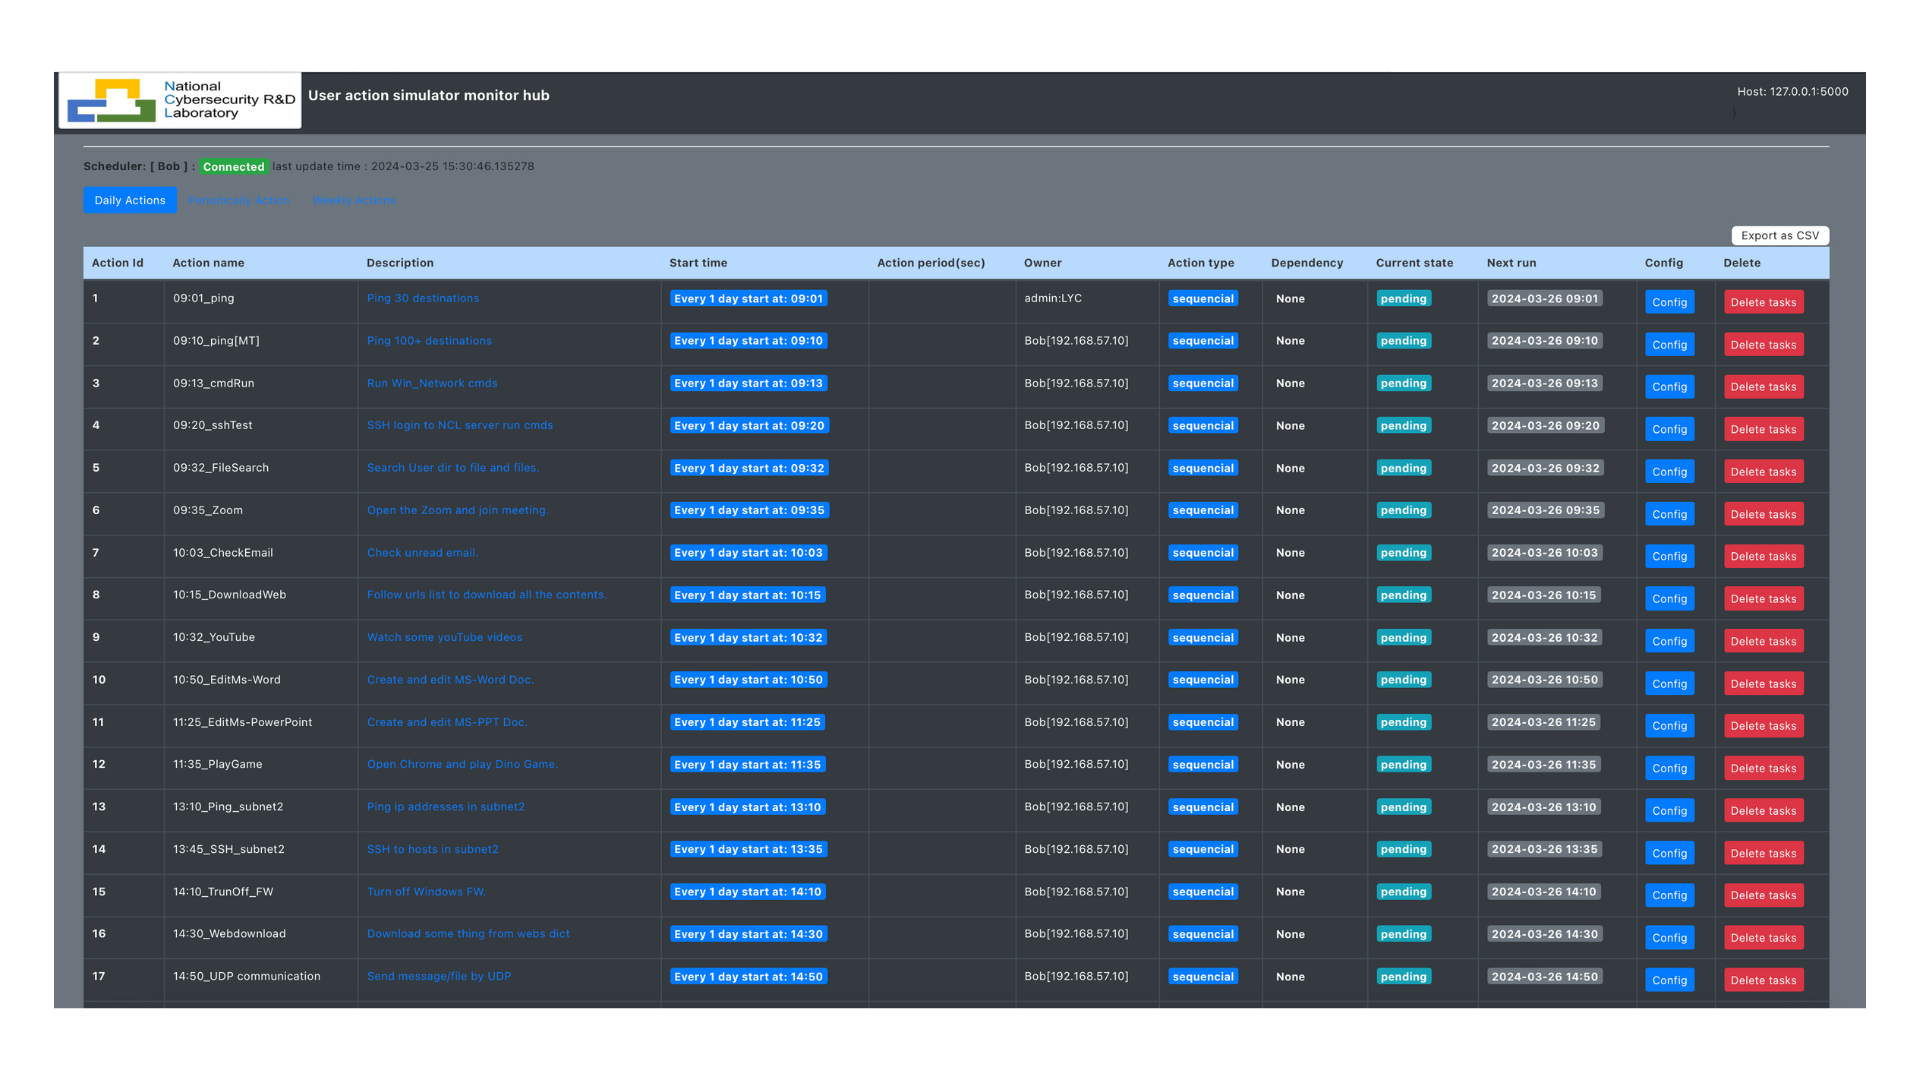 National
Cybersecurity R&D
Laboratory
User action simulator monitor hub
Host: 127.0.0.1:5000
Scheduler: [ Bob ] : Connected last update time : 2024-03-25 15:30:46.135278
Daily Actions Periodically Action Weekly Actions
Export as CSV
Action Id Action name Description Start time Action period(sec) Owner Action type Dependency Current state Next run Config Delete
1 09:01_ping Ping 30 destinations Every 1 day start at: 09:01 admin:LYC sequencial None pending 2024-03-26 09:01 Config Delete tasks
2 09:10_ping[MT] Ping 100+ destinations Every 1 day start at: 09:10 Bob[192.168.57.10] sequencial None pending 2024-03-26 09:10 Config Delete tasks
3 09:13_cmdRun Run Win_Network cmds Every 1 day start at: 09:13 Bob[192.168.57.10] sequencial None pending 2024-03-26 09:13 Config Delete tasks
4 09:20_sshTest SSH login to NCL server run cmds Every 1 day start at: 09:20 Bob[192.168.57.10] sequencial None pending 2024-03-26 09:20 Config Delete tasks
5 09:32_FileSearch Search User dir to file and files. Every 1 day start at: 09:32 Bob[192.168.57.10] sequencial None pending 2024-03-26 09:32 Config Delete tasks
6 09:35_Zoom Open the Zoom and join meeting. Every 1 day start at: 09:35 Bob[192.168.57.10] sequencial None pending 2024-03-26 09:35 Config Delete tasks
7 10:03_CheckEmail Check unread email. Every 1 day start at: 10:03 Bob[192.168.57.10] sequencial None pending 2024-03-26 10:03 Config Delete tasks
8 10:15_DownloadWeb Follow urls list to download all the contents. Every 1 day start at: 10:15 Bob[192.168.57.10] sequencial None pending 2024-03-26 10:15 Config Delete tasks
9 10:32_YouTube Watch some youTube videos Every 1 day start at: 10:32 Bob[192.168.57.10] sequencial None pending 2024-03-26 10:32 Config Delete tasks
10 10:50_EditMs-Word Create and edit MS-Word Doc. Every 1 day start at: 10:50 Bob[192.168.57.10] sequencial None pending 2024-03-26 10:50 Config Delete tasks
11 11:25_EditMs-PowerPoint Create and edit MS-PPT Doc. Every 1 day start at: 11:25 Bob[192.168.57.10] sequencial None pending 2024-03-26 11:25 Config Delete tasks
12 11:35_PlayGame Open Chrome and play Dino Game. Every 1 day start at: 11:35 Bob[192.168.57.10] sequencial None pending 2024-03-26 11:35 Config Delete tasks
13 13:10_Ping_subnet2 Ping ip addresses in subnet2 Every 1 day start at: 13:10 Bob[192.168.57.10] sequencial None pending 2024-03-26 13:10 Config Delete tasks
14 13:45_SSH_subnet2 SSH to hosts in subnet2 Every 1 day start at: 13:35 Bob[192.168.57.10] sequencial None pending 2024-03-26 13:35 Config Delete tasks
15 14:10_TrunOff_FW Turn off Windows FW. Every 1 day start at: 14:10 Bob[192.168.57.10] sequencial None pending 2024-03-26 14:10 Config Delete tasks
16 14:30_Webdownload Download some thing from webs dict Every 1 day start at: 14:30 Bob[192.168.57.10] sequencial None pending 2024-03-26 14:30 Config Delete tasks
17 14:50_UDP communication Send message/file by UDP Every 1 day start at: 14:50 Bob[192.168.57.10] sequencial None pending 2024-03-26 14:50 Config Delete tasks